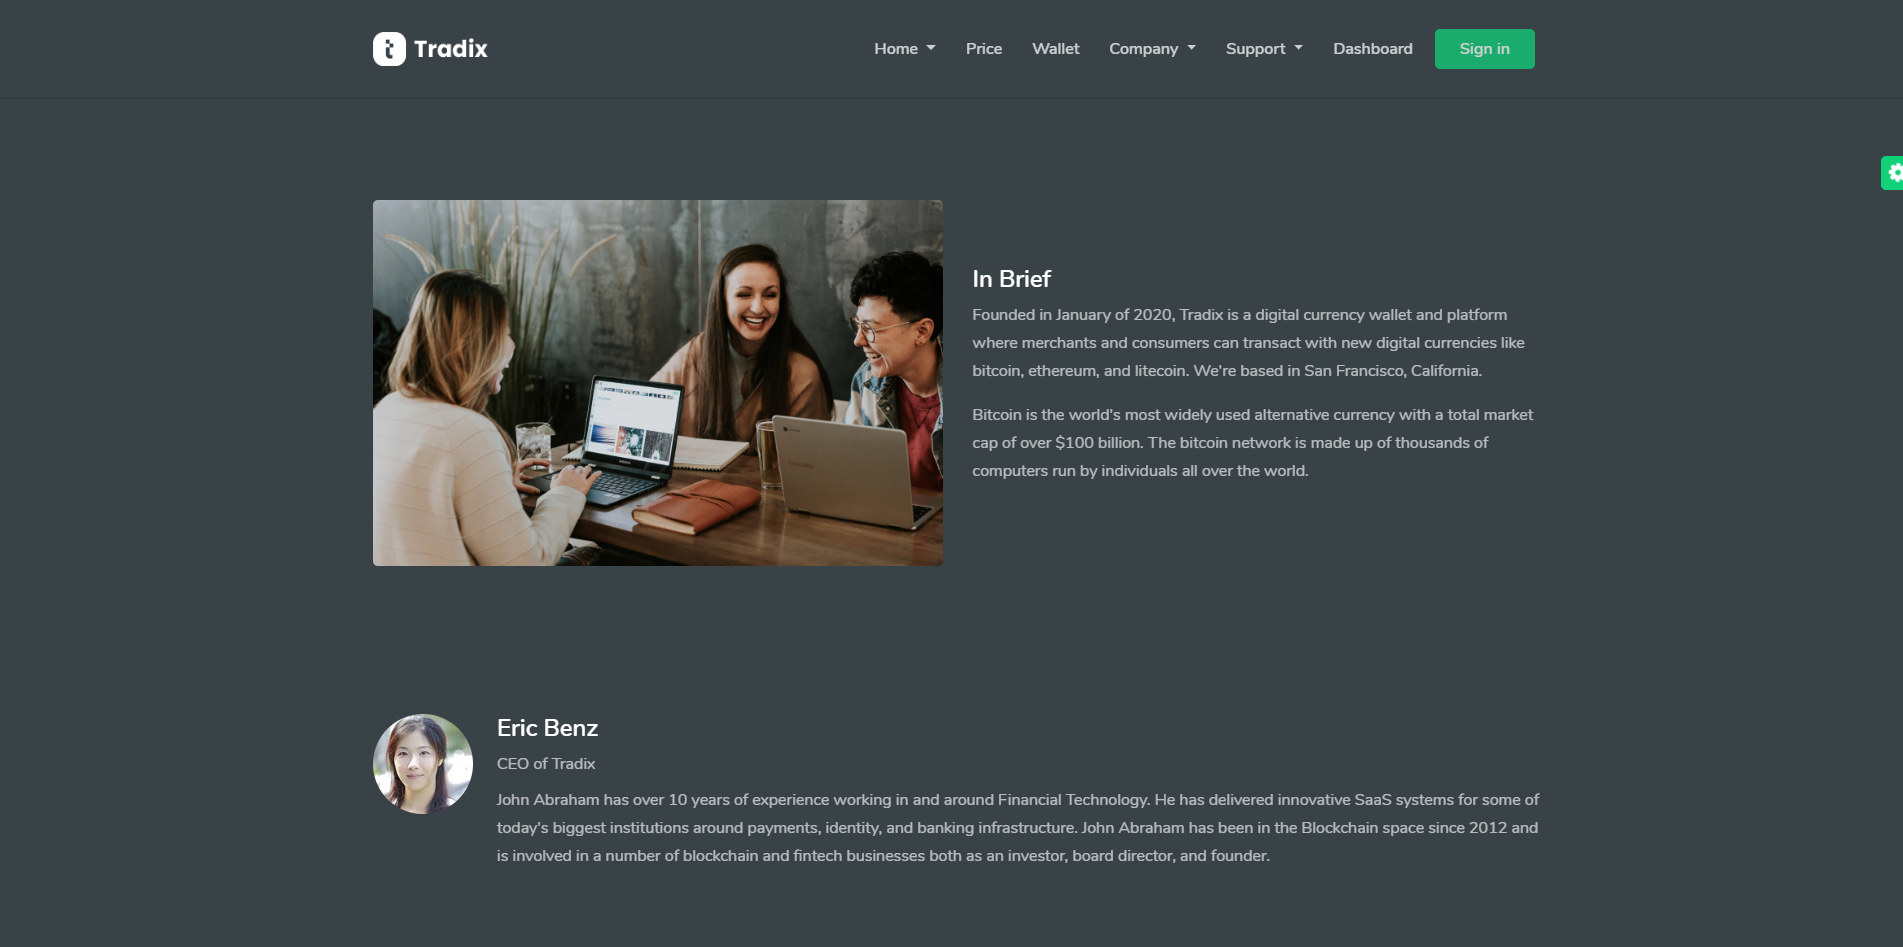 Tradix
Home
Price
Wallet
Company
Support
Dashboard
Sign in
In Brief
Founded in January of 2020, Tradix is a digital currency wallet and platform
where merchants and consumers can transact with new digital currencies like
bitcoin, ethereum, and litecoin. We're based in San Francisco, California.
Bitcoin is the world's most widely used alternative currency with a total market
cap of over $100 billion. The bitcoin network is made up of thousands of
computers run by individuals all over the world.
Eric Benz
CEO of Tradix
John Abraham has over 10 years of experience working in and around Financial Technology. He has delivered innovative SaaS systems for some of
today's biggest institutions around payments, identity, and banking infrastructure. John Abraham has been in the Blockchain space since 2012 and
is involved in a number of blockchain and fintech businesses both as an investor, board director, and founder.